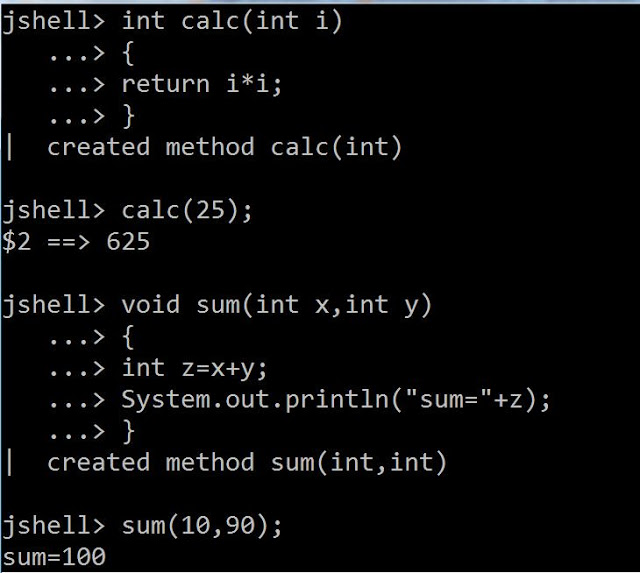 jshell> int calc(int i)
...> {
...> return i*i;
...> }
| created method calc(int)
jshell> calc(25);
$2 ==> 625
jshell> void sum(int x,int y)
...> {
...> int z=x+y;
...> System.out.println("sum="+z);
...> }
| created method sum(int,int)
jshell> sum(10,90);
sum=100